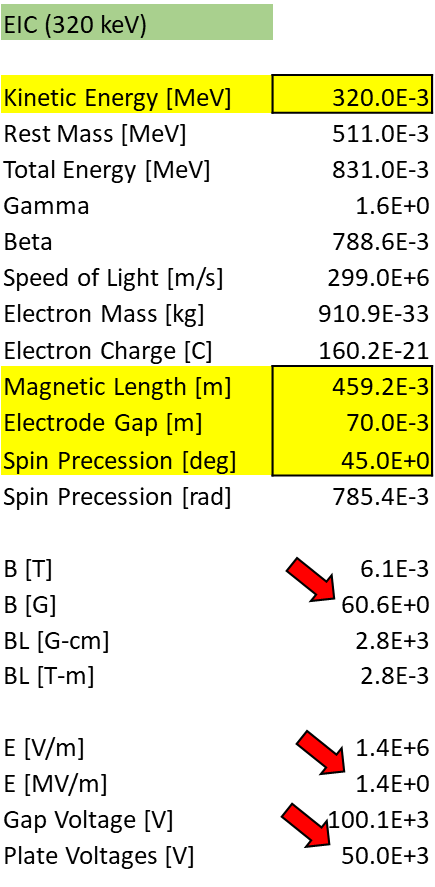 EIC (320 keV)
Kinetic Energy [MeV] 320.0E-3
Rest Mass [MeV] 511.0E-3
Total Energy [MeV] 831.0E-3
Gamma 1.6E+0
Beta 788.6E-3
Speed of Light [m/s] 299.0E+6
Electron Mass [kg] 910.9E-33
Electron Charge [C] 160.2E-21
Magnetic Length [m] 459.2E-3
Electrode Gap [m] 70.0E-3
Spin Precession [deg] 45.0E+0
Spin Precession [rad] 785.4E-3
B [T] 6.1E-3
B [G] 60.6E+0
BL [G-cm] 2.8E+3
BL [T-m] 2.8E-3
E [V/m] 1.4E+6
E [MV/m] 1.4E+0
Gap Voltage [V] 100.1E+3
Plate Voltages [V] 50.0E+3